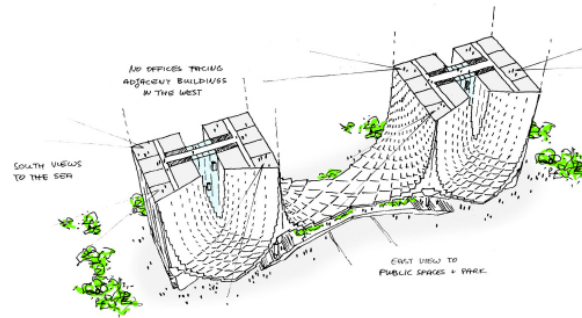 NO OFFICES FACING
ADJACENT BUILDINGS
IN THE WEST
SOUTH VIEWS
TO THE SEA
EAST VIEW TO
PUBLIC SPACES + PARK